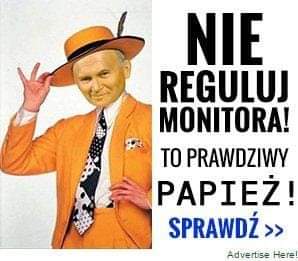 NIE
REGULUJ
MONITORA!
TO PRAWDZIWY
PAPIEŻ!
SPRAWDŹ >>
Advertise Here!